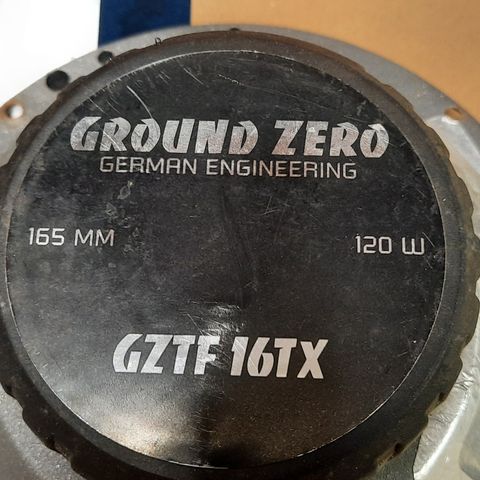 GROUND ZERO
GERMAN ENGINEERING
165 MM
120 W
GZTF 16TX